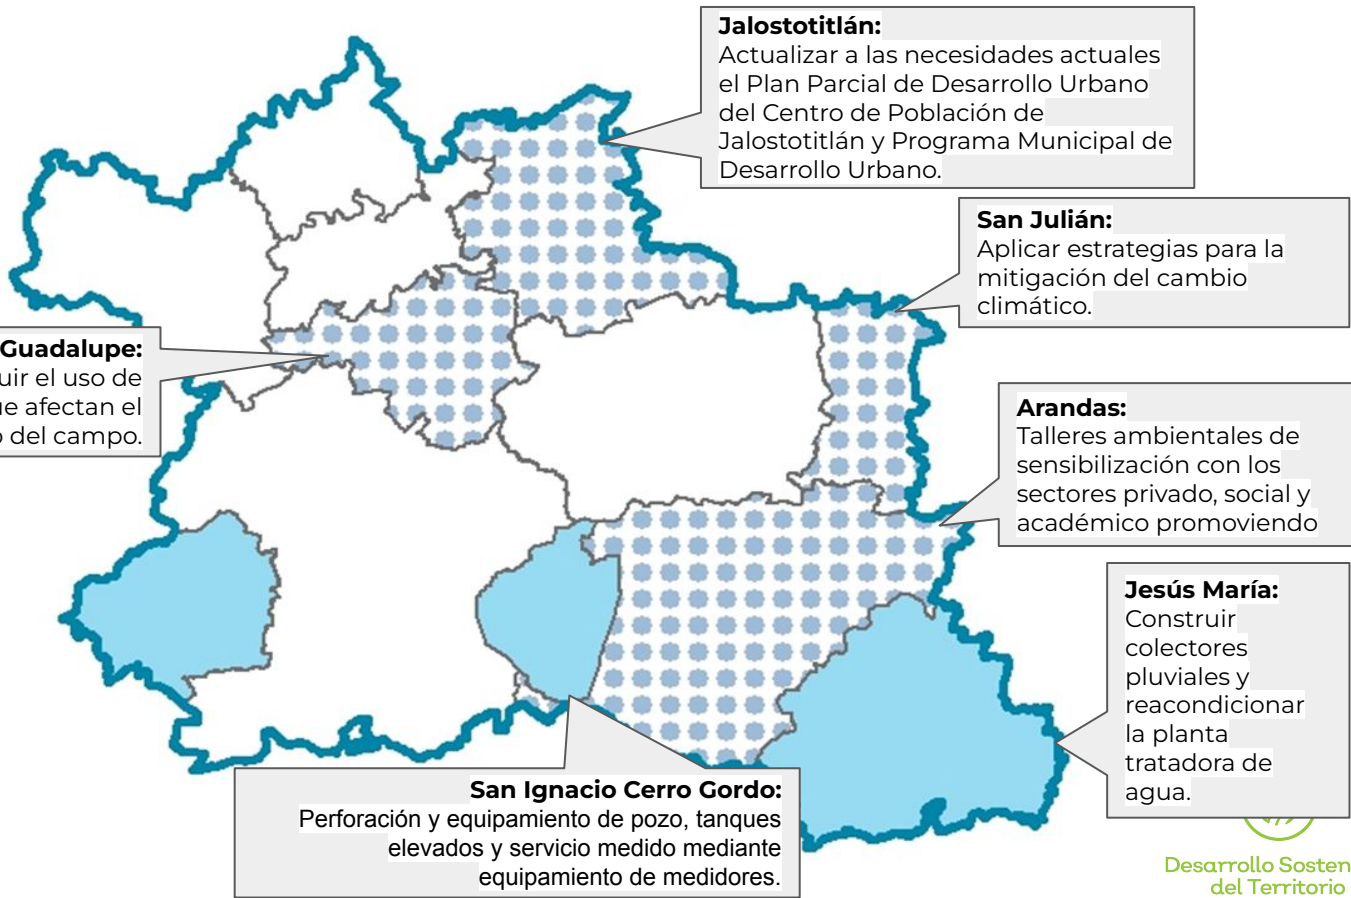 Jalostotitlán:
Actualizar a las necesidades actuales
el Plan Parcial de Desarrollo Urbano
del Centro de Población de
Jalostotitlán y Programa Municipal de
Desarrollo Urbano.
San Julián:
Aplicar estrategias para la
mitigación del cambio
climático.
Guadalupe:
el uso de
afectan el
del campo.
Arandas:
Talleres ambientales de
sensibilización con los
sectores privado, social y
académico promoviendo
Jesús María:
Construir
colectores
pluviales y
reacondicionar
la planta
tratadora de
agua.
San Ignacio Cerro Gordo:
Perforación y equipamiento de pozo, tanques
elevados y servicio medido mediante
equipamiento de medidores.
Desarrollo Sosten
del Territorio